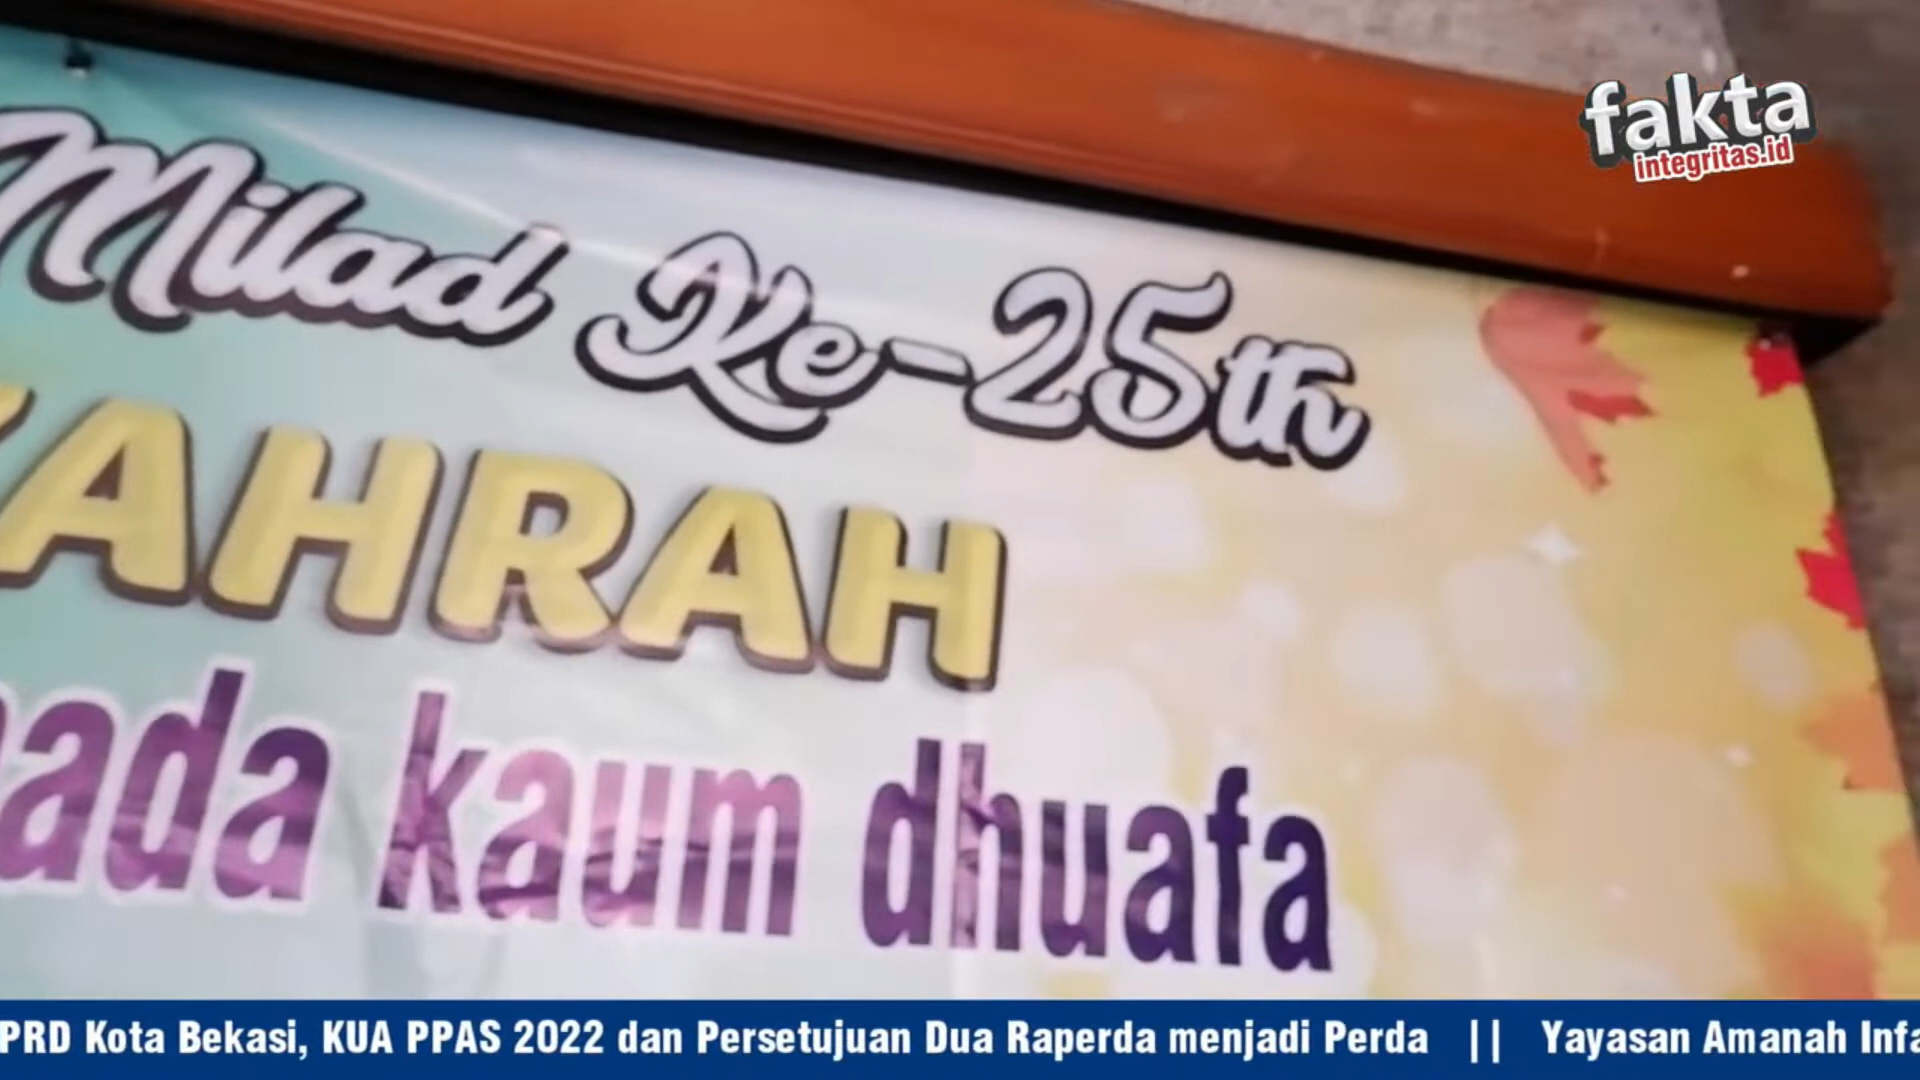 fakta
integritas.id
Milad Ke-25th
AHRAH
kaum dhuafa
PRD Kota Bekasi, KUA PPAS 2022 dan Persetujuan Dua Raperda menjadi Perda || Yayasan Amanah Infa